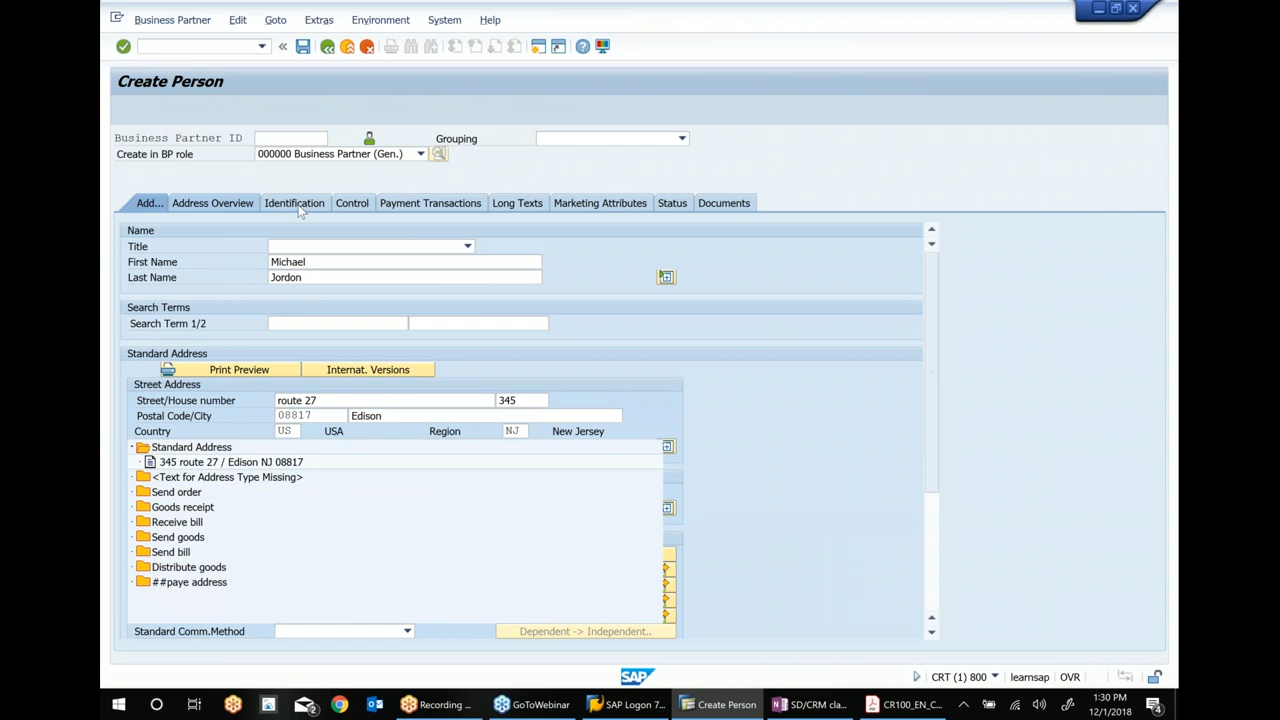 Business Partner Edit Goto Extras Environment System Help
Create Person
Business Partner ID Grouping
Create in BP role 000000 Business Partner (Gen.)
Add... Address Overview Identification Control Payment Transactions Long Texts Marketing Attributes Status Documents
Name
Title
First Name Michael
Last Name Jordon
Search Terms
Search Term 1/2
Standard Address
Print Preview Internat. Versions
Street Address
Street/House number route 27 345
Postal Code/City 08817 Edison
Country US USA Region NJ New Jersey
Standard Address
345 route 27 / Edison NJ 08817
<Text for Address Type Missing>
Send order
Goods receipt
Receive bill
Send goods
Send bill
Distribute goods
##paye address
Standard Comm.Method Dependent -> Independent..
SAP CRT (1) 800 learnsap OVR
Recording ... GoToWebinar SAP Logon 7... Create Person SD/CRM cla... CR100_EN_C... 1:30 PM
12/1/2018 4